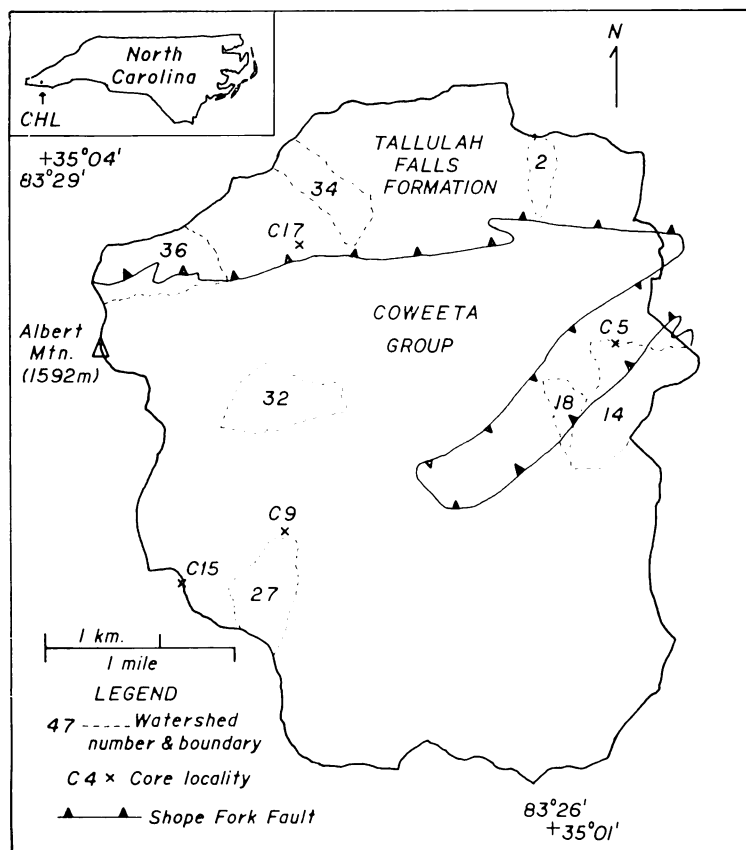 North
Carolina
CHL
N
+35°04'
83°29'
TALLULAH
FALLS
FORMATION
2
34
C17
36
COWEETA
GROUP
Albert
Mtn.
(1592m)
C5
32
18
14
C9
C15
27
1 km.
1 mile
LEGEND
47 Watershed
number & boundary
C4 × Core locality
Shope Fork Fault
83°26'
+35°01'